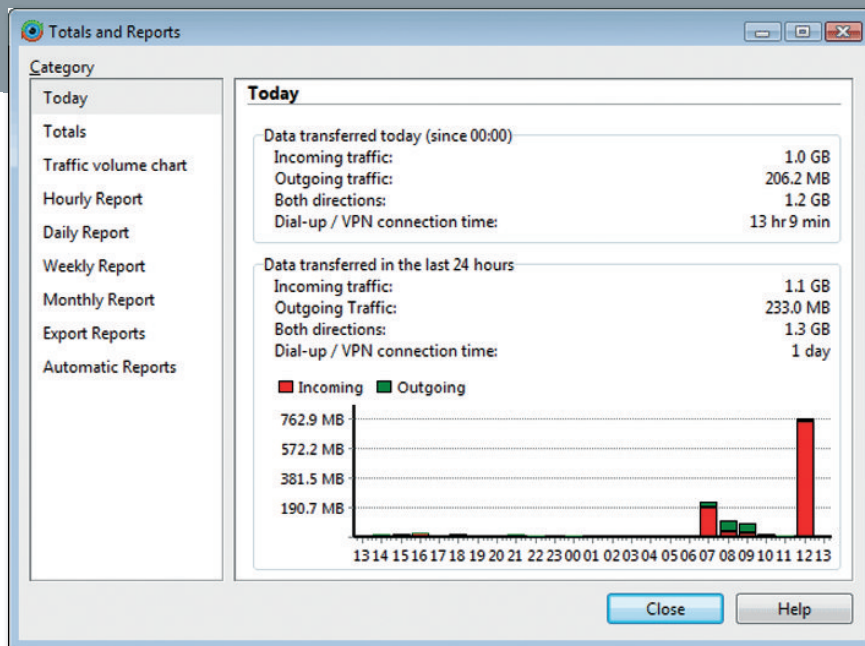 Totals and Reports
Category
Today
Totals
Traffic volume chart
Hourly Report
Daily Report
Weekly Report
Monthly Report
Export Reports
Automatic Reports
Today
Data transferred today (since 00:00)
Incoming traffic: 1.0 GB
Outgoing traffic: 206.2 MB
Both directions: 1.2 GB
Dial-up / VPN connection time: 13 hr 9 min
Data transferred in the last 24 hours
Incoming traffic: 1.1 GB
Outgoing Traffic: 233.0 MB
Both directions: 1.3 GB
Dial-up / VPN connection time: 1 day
Incoming Outgoing
762.9 MB
572.2 MB
381.5 MB
190.7 MB
13 14 15 16 17 18 19 20 21 22 23 00 01 02 03 04 05 06 07 08 09 10 11 12 13
Close Help